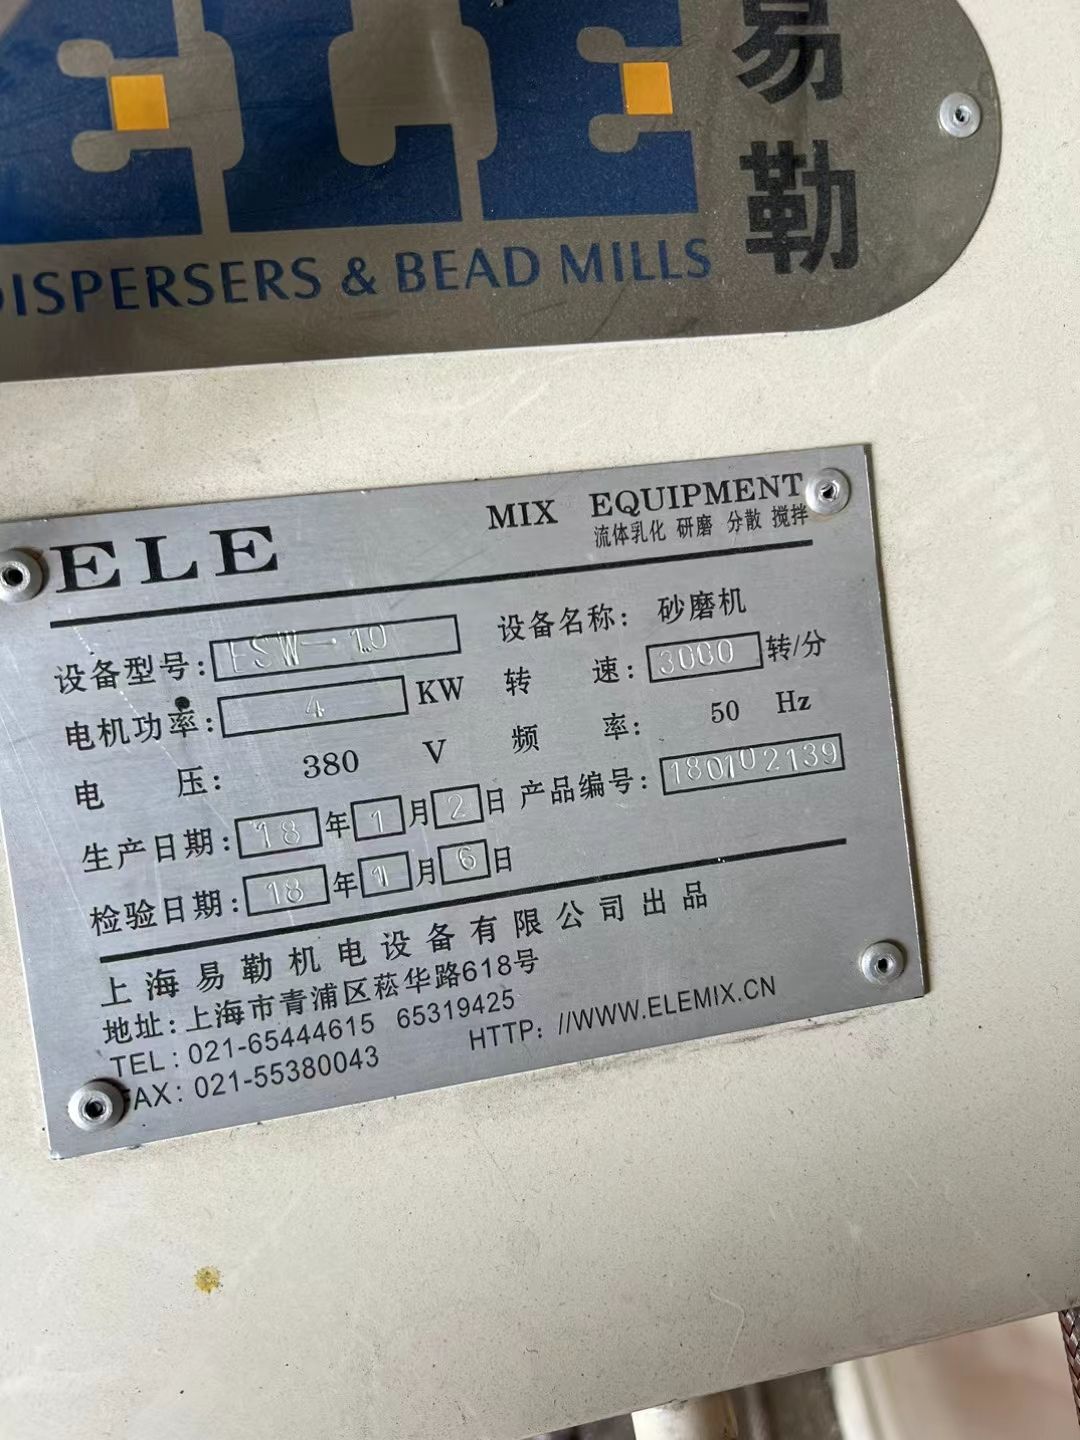 ELE
易勒
DISPERSERS & BEAD MILLS
ELE MIX EQUIPMENT
流体乳化 研磨 分散 搅拌
设备型号: ESW-10 设备名称: 砂磨机
电机功率: 4 KW 转 速: 3000 转/分
电 压: 380 V 频 率: 50 Hz
生产日期: 18 年 1 月 2 日 产品编号: 180102139
检验日期: 18 年 1 月 6 日
上海易勒机电设备有限公司出品
地址: 上海市青浦区菘华路618号
TEL: 021-65444615 65319425
FAX: 021-55380043 HTTP: //WWW.ELEMIX.CN